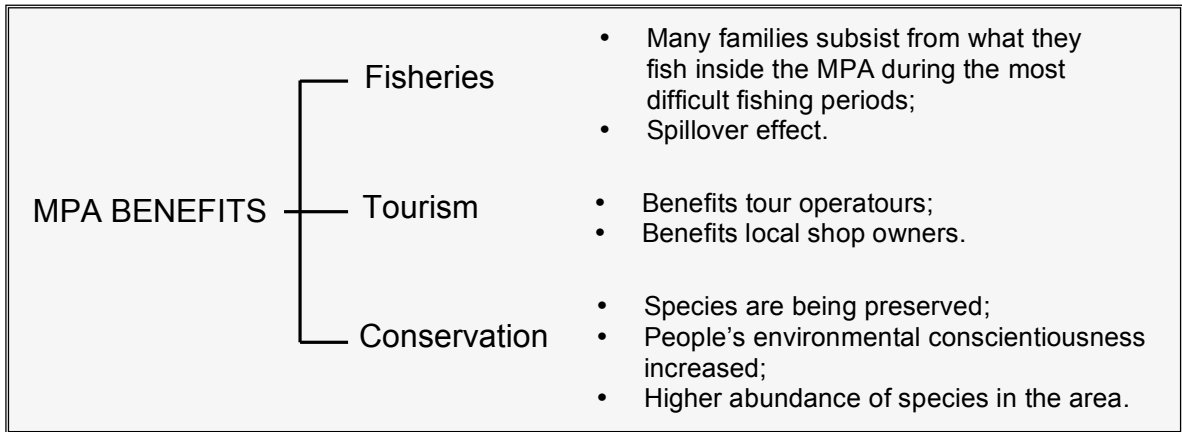 MPA BENEFITS
Fisheries
• Many families subsist from what they
fish inside the MPA during the most
difficult fishing periods;
• Spillover effect.
Tourism
• Benefits tour operatours;
• Benefits local shop owners.
Conservation
• Species are being preserved;
• People’s environmental conscientiousness
increased;
• Higher abundance of species in the area.